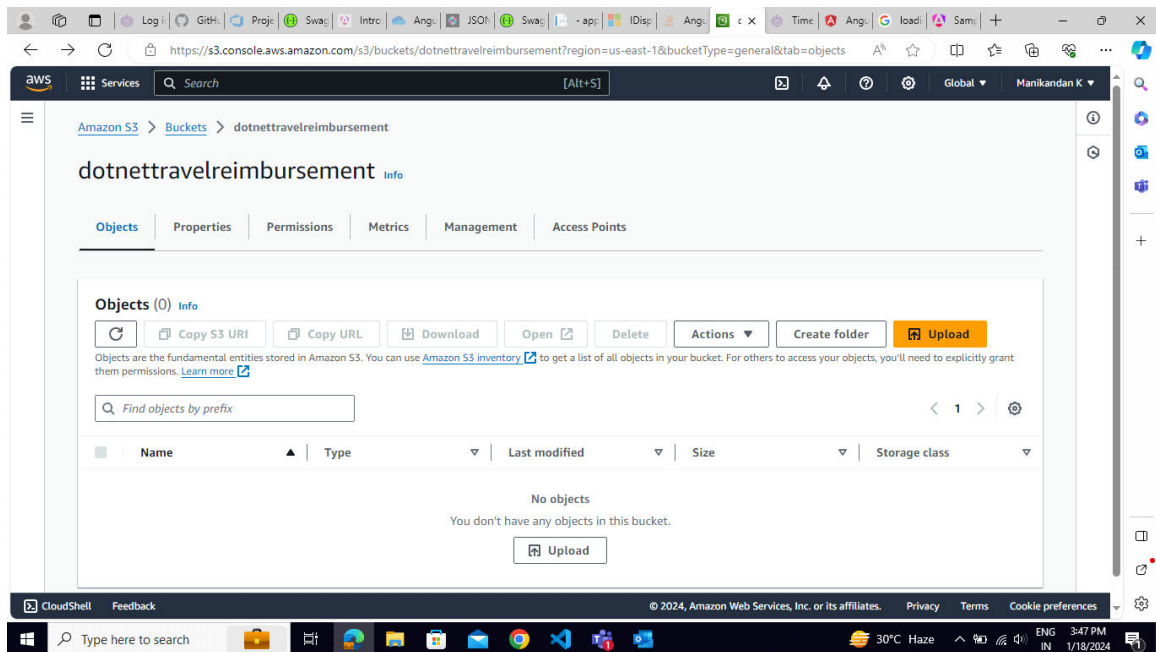 Log i GitH Proje Swag Intro Ang JSON Swag - app IDisp Ang c Time Angu loadi Samp
https://s3.console.aws.amazon.com/s3/buckets/dotnettravelreimbursement?region=us-east-1&bucketType=general&tab=objects
aws Services Search [Alt+S] Global Manikandan K
Amazon S3 > Buckets > dotnettravelreimbursement
dotnettravelreimbursement Info
Objects Properties Permissions Metrics Management Access Points
Objects (0) Info
Copy S3 URI Copy URL Download Open Delete Actions Create folder Upload
Objects are the fundamental entities stored in Amazon S3. You can use Amazon S3 inventory to get a list of all objects in your bucket. For others to access your objects, you'll need to explicitly grant
them permissions. Learn more
Find objects by prefix 1
Name Type Last modified Size Storage class
No objects
You don't have any objects in this bucket.
Upload
CloudShell Feedback © 2024, Amazon Web Services, Inc. or its affiliates. Privacy Terms Cookie preferences
Type here to search 30°C Haze ENG 3:47 PM
IN 1/18/2024